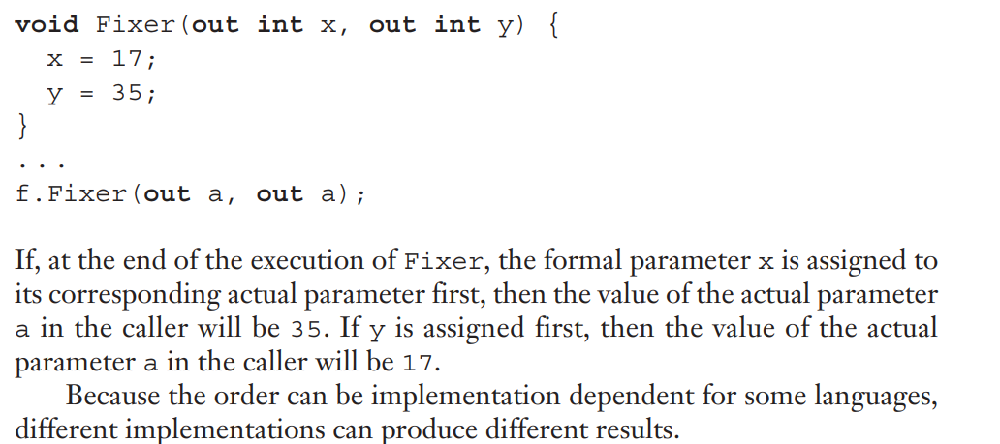 void Fixer(out int x, out int y) {
x = 17;
y = 35;
}
...
f.Fixer(out a, out a);
If, at the end of the execution of Fixer, the formal parameter x is assigned to
its corresponding actual parameter first, then the value of the actual parameter
a in the caller will be 35. If y is assigned first, then the value of the actual
parameter a in the caller will be 17.
Because the order can be implementation dependent for some languages,
different implementations can produce different results.